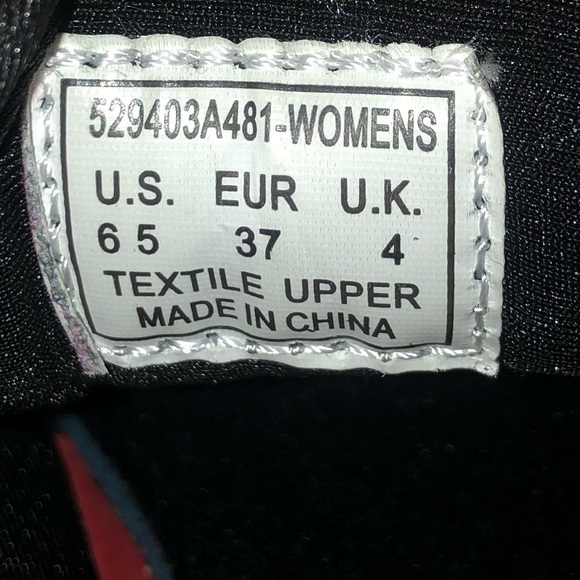 529403A481-WOMENS
U.S. EUR U.K.
6 5 37 4
TEXTILE UPPER
MADE IN CHINA